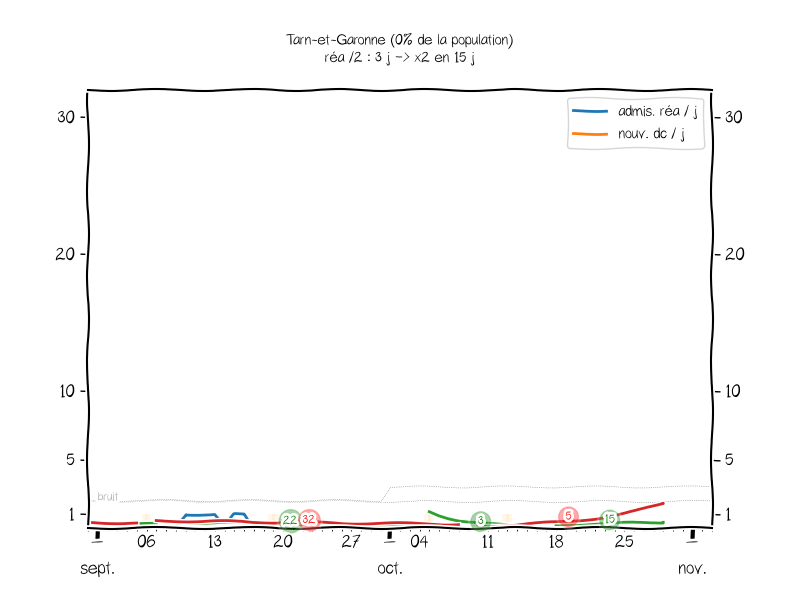 Tarn-et-Garonne (0% de la population)
réa /2 : 3 j -> x2 en 15 j
admis. réa / j
nouv. dc / j
30
30
20
20
10
10
5
5
bruit
1
1
22
32
3
5
15
06
13
20
27
04
11
18
25
sept.
oct.
nov.